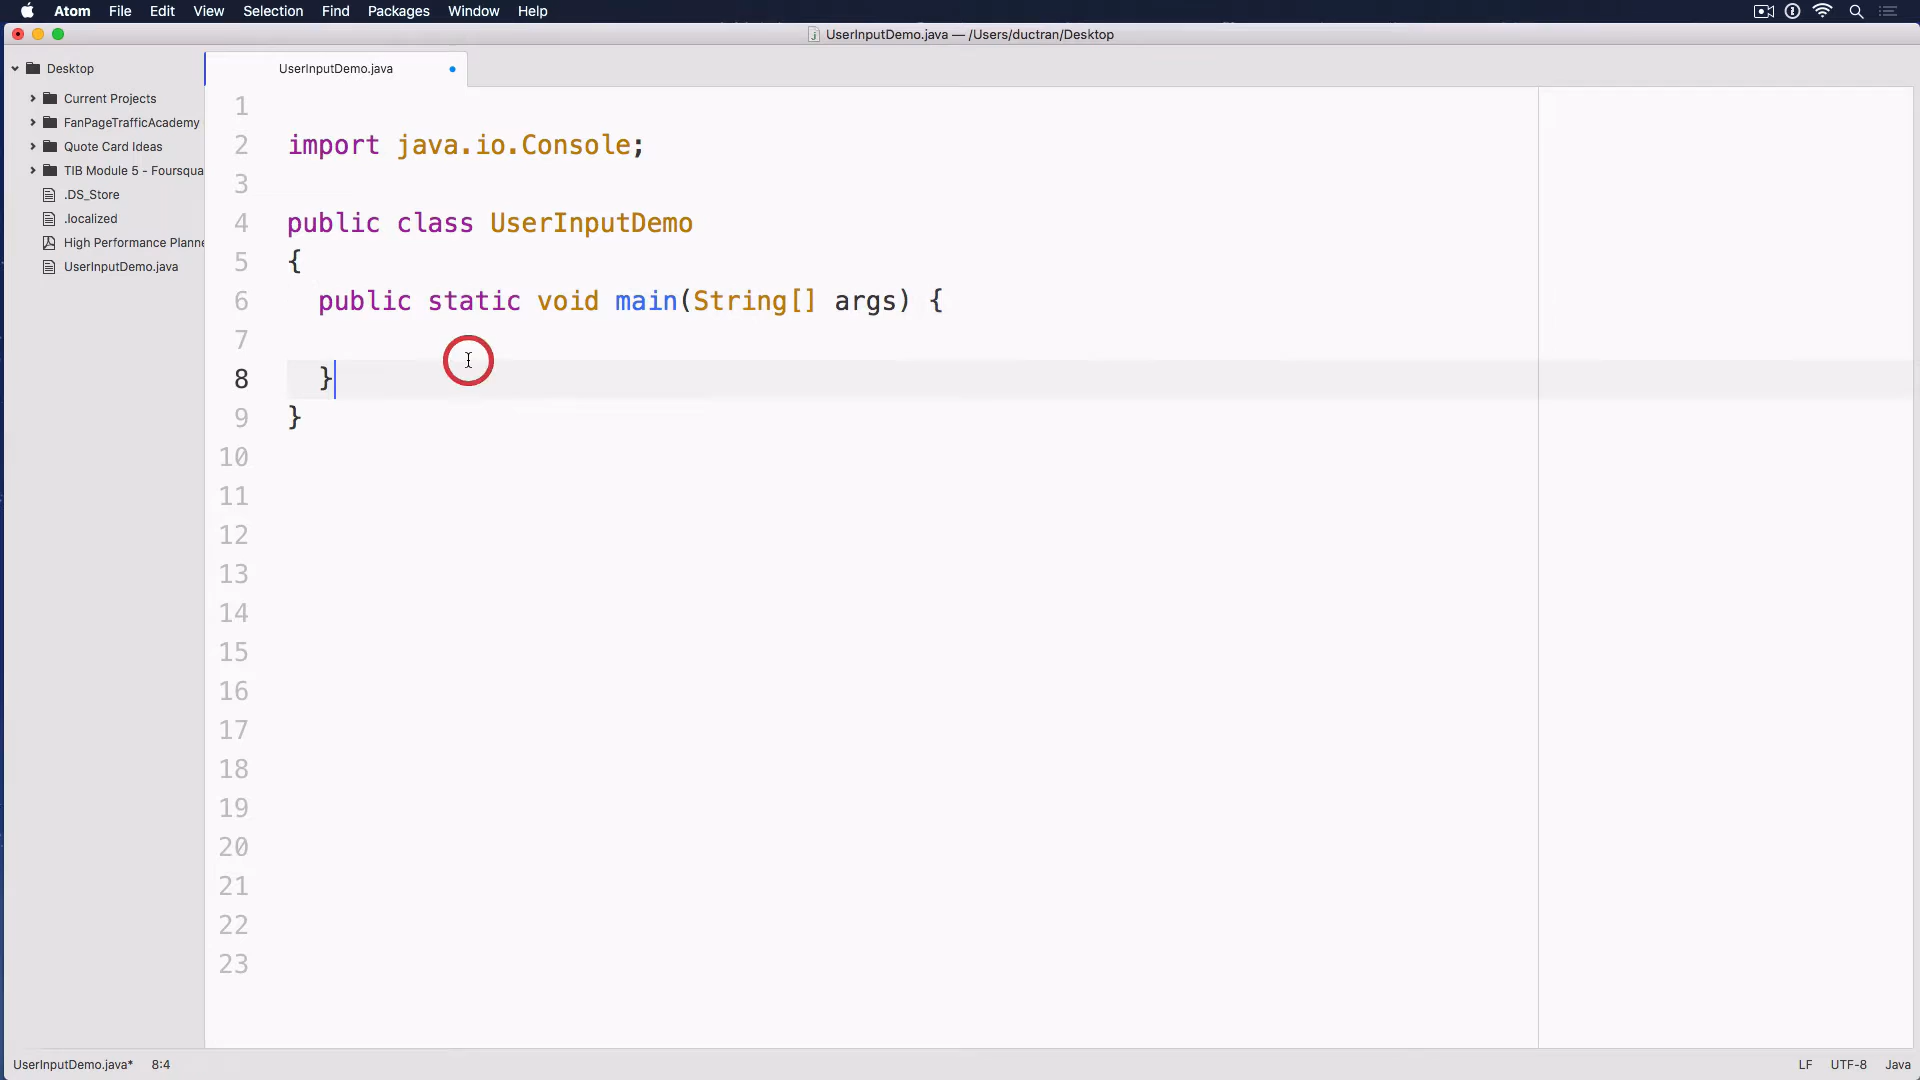 Atom File Edit View Selection Find Packages Window Help
UserInputDemo.java — /Users/ductran/Desktop
Desktop
Current Projects
FanPageTrafficAcademy
Quote Card Ideas
TIB Module 5 - Foursqua
.DS_Store
.localized
High Performance Planne
UserInputDemo.java
UserInputDemo.java
1
2 import java.io.Console;
3
4 public class UserInputDemo
5 {
6 public static void main(String[] args) {
7
8 }
9 }
10
11
12
13
14
15
16
17
18
19
20
21
22
23
UserInputDemo.java* 8:4 LF UTF-8 Java